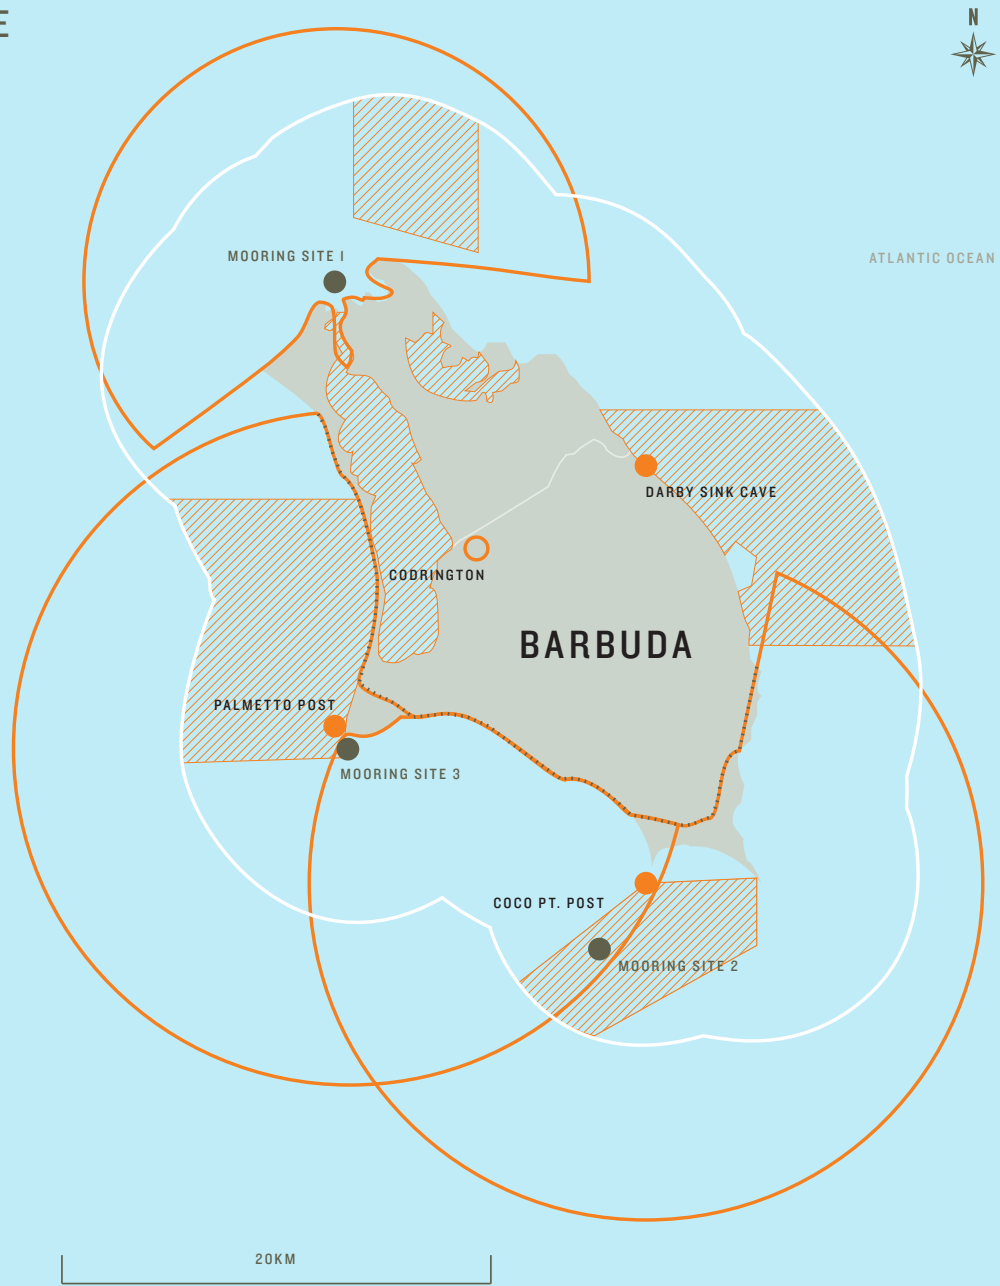 E
N
MOORING SITE 1
ATLANTIC OCEAN
DARBY SINK CAVE
CODRINGTON
BARBUDA
PALMETTO POST
MOORING SITE 3
COCO PT. POST
MOORING SITE 2
20KM